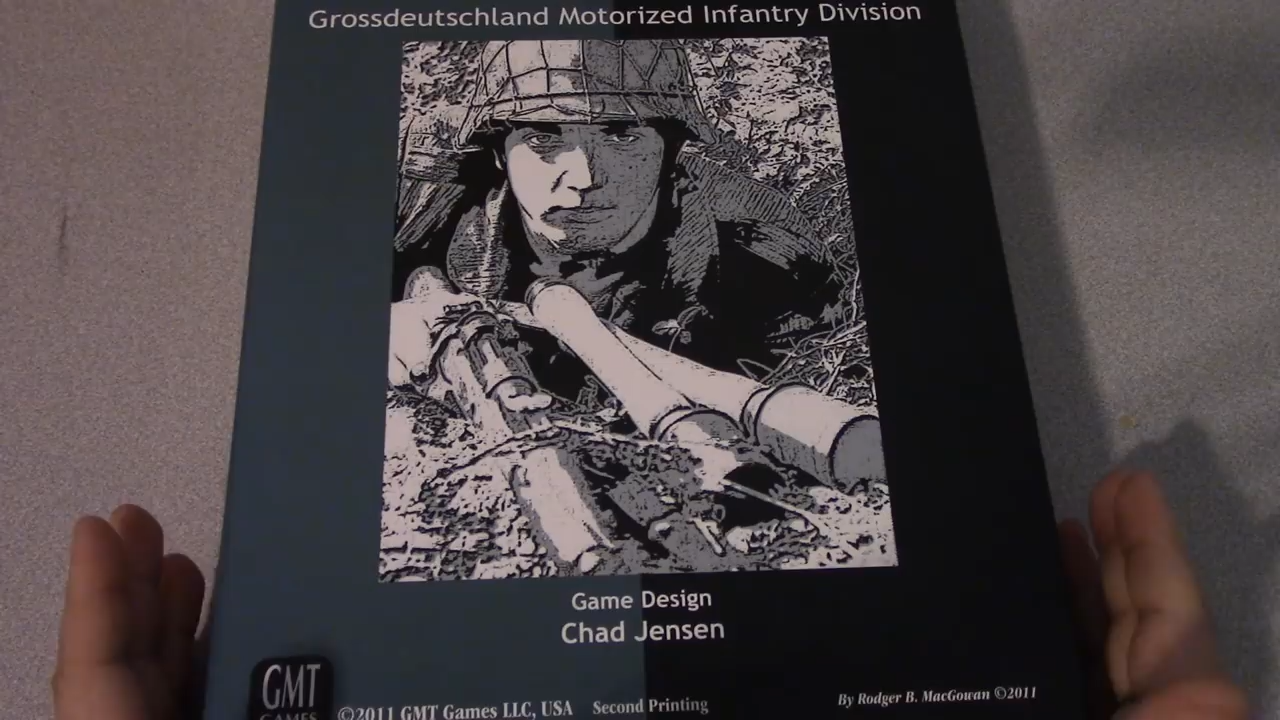 Grossdeutschland Motorized Infantry Division
Game Design
Chad Jensen
GMT
GAMES
©2011 GMT Games LLC, USA Second Printing
By Rodger B. MacGowan ©2011